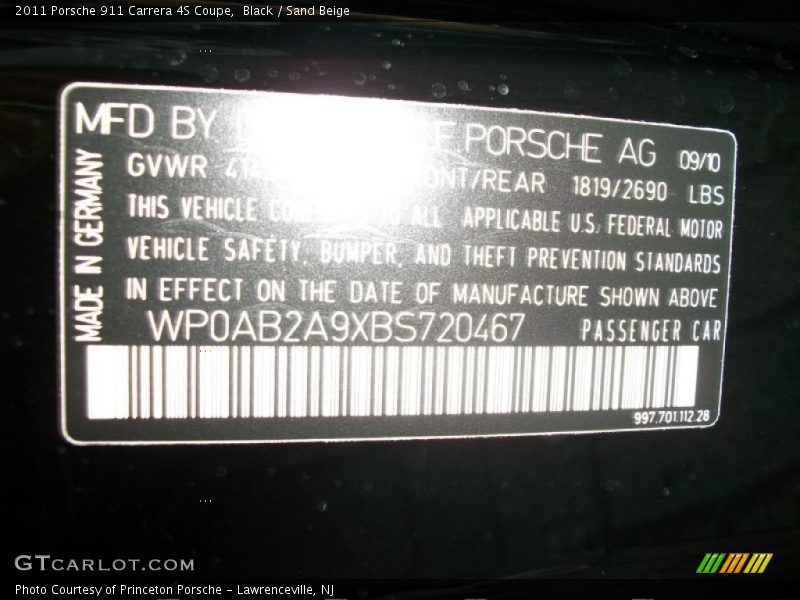 2011 Porsche 911 Carrera 4S Coupe,  Black / Sand Beige
MFD BY PORSCHE AG 09/10
GVWR 1819/2690 LBS
THIS VEHICLE ALL APPLICABLE U.S. FEDERAL MOTOR
VEHICLE SAFETY, BUMPER, AND THEFT PREVENTION STANDARDS
IN EFFECT ON THE DATE OF MANUFACTURE SHOWN ABOVE
WP0AB2A9XBS720467 PASSENGER CAR
997.701.112.28
MADE IN GERMANY
GTCARLOT.COM
Photo Courtesy of Princeton Porsche - Lawrenceville, NJ